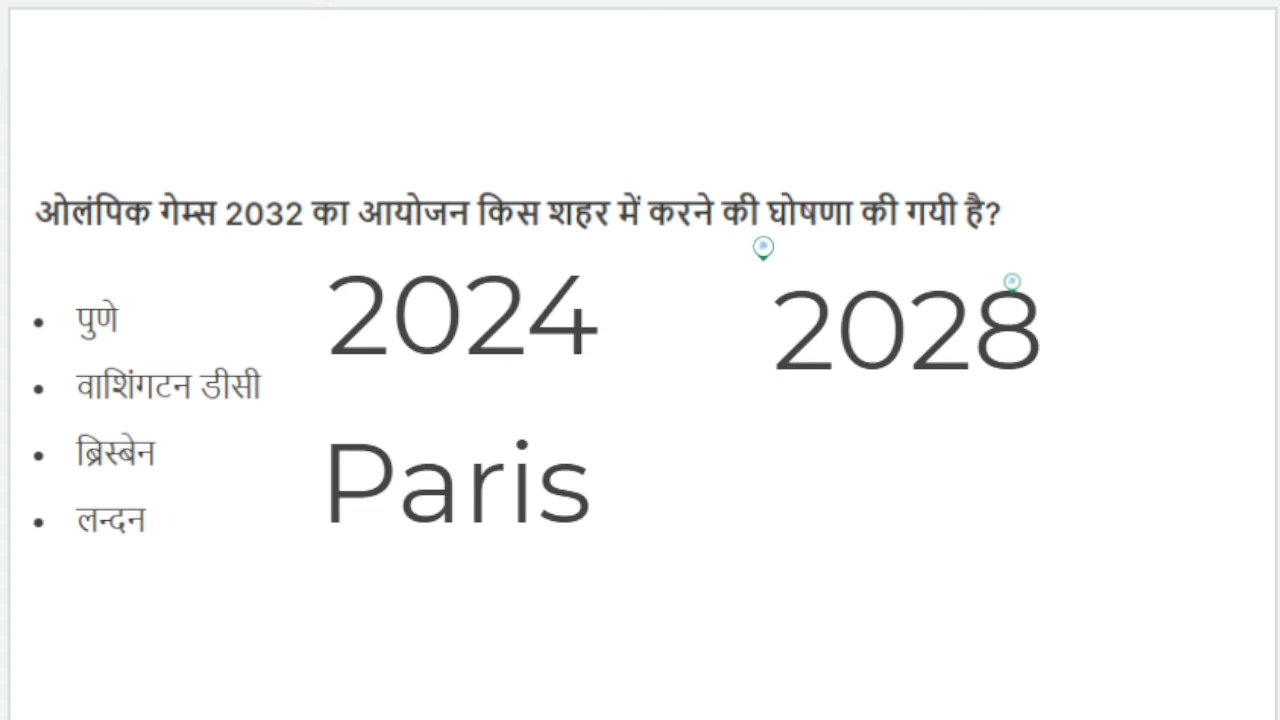 ओलंपिक गेम्स 2032 का आयोजन किस शहर में करने की घोषणा की गयी है?
• पुणे
• वाशिंगटन डीसी
• ब्रिस्बेन
• लन्दन
2024
2028
Paris